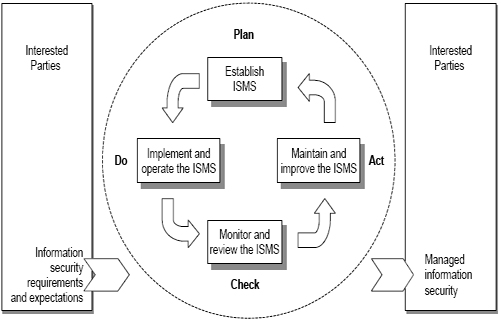 Interested
Parties
Information
security
requirements
and expectations
Plan
Establish
ISMS
Do
Implement and
operate the ISMS
Maintain and
improve the ISMS
Act
Monitor and
review the ISMS
Check
Interested
Parties
Managed
information
security